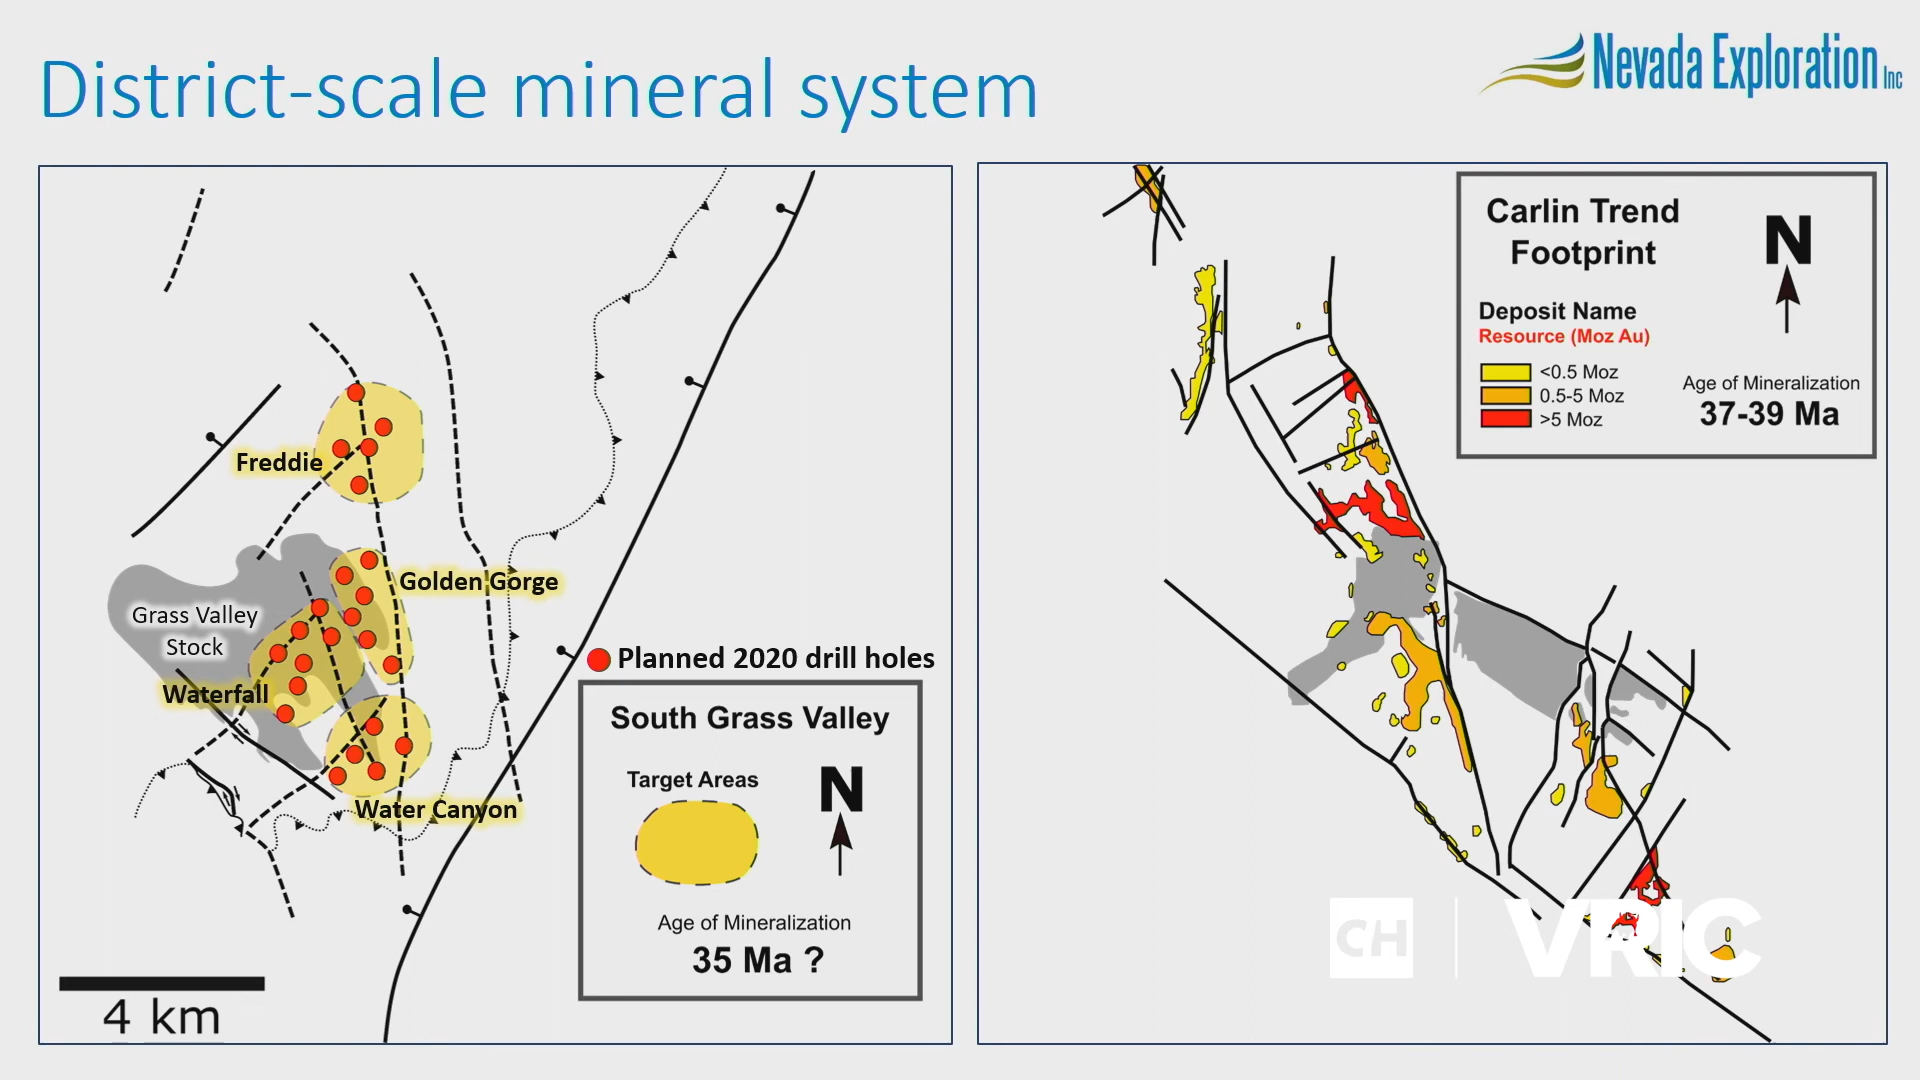 District-scale mineral system
Nevada Exploration Inc
Freddie
Golden Gorge
Grass Valley
Stock
Waterfall
Water Canyon
Planned 2020 drill holes
South Grass Valley
Target Areas
N
Age of Mineralization
35 Ma ?
4 km
Carlin Trend
Footprint
N
Deposit Name
Resource (Moz Au)
<0.5 Moz
0.5-5 Moz
>5 Moz
Age of Mineralization
37-39 Ma
CH | VRIC